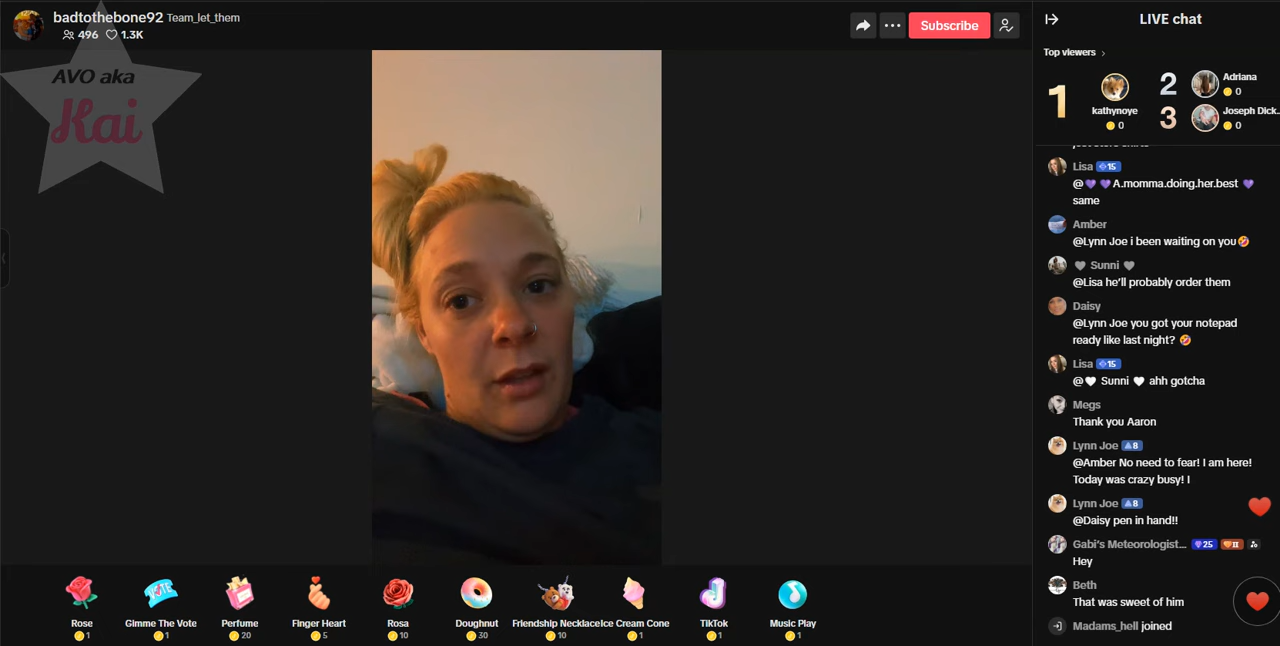 badtothebone92 Team_let_them
496 1.3K
Subscribe
AVO aka
Kai
LIVE chat
Top viewers
1
kathynoye
0
2
Adriana
0
3
Joseph Dick..
0
Lisa 15
@💜 💜A.momma.doing.her.best 💜
same
Amber
@Lynn Joe i been waiting on you🤣
🤍 Sunni 🤍
@Lisa he'll probably order them
Daisy
@Lynn Joe you got your notepad
ready like last night? 🤣
Lisa 15
@🤍 Sunni 🤍 ahh gotcha
Megs
Thank you Aaron
Lynn Joe 8
@Amber No need to fear! I am here!
Today was crazy busy! I
Lynn Joe 8
@Daisy pen in hand!!
Gabi's Meteorologist... 25 II
Hey
Beth
That was sweet of him
Madams_hell joined
Rose
1
VOTE
Gimme The Vote
1
Perfume
20
Finger Heart
5
Rosa
10
Doughnut
30
Friendship Necklace
10
Ice Cream Cone
1
TikTok
1
Music Play
1